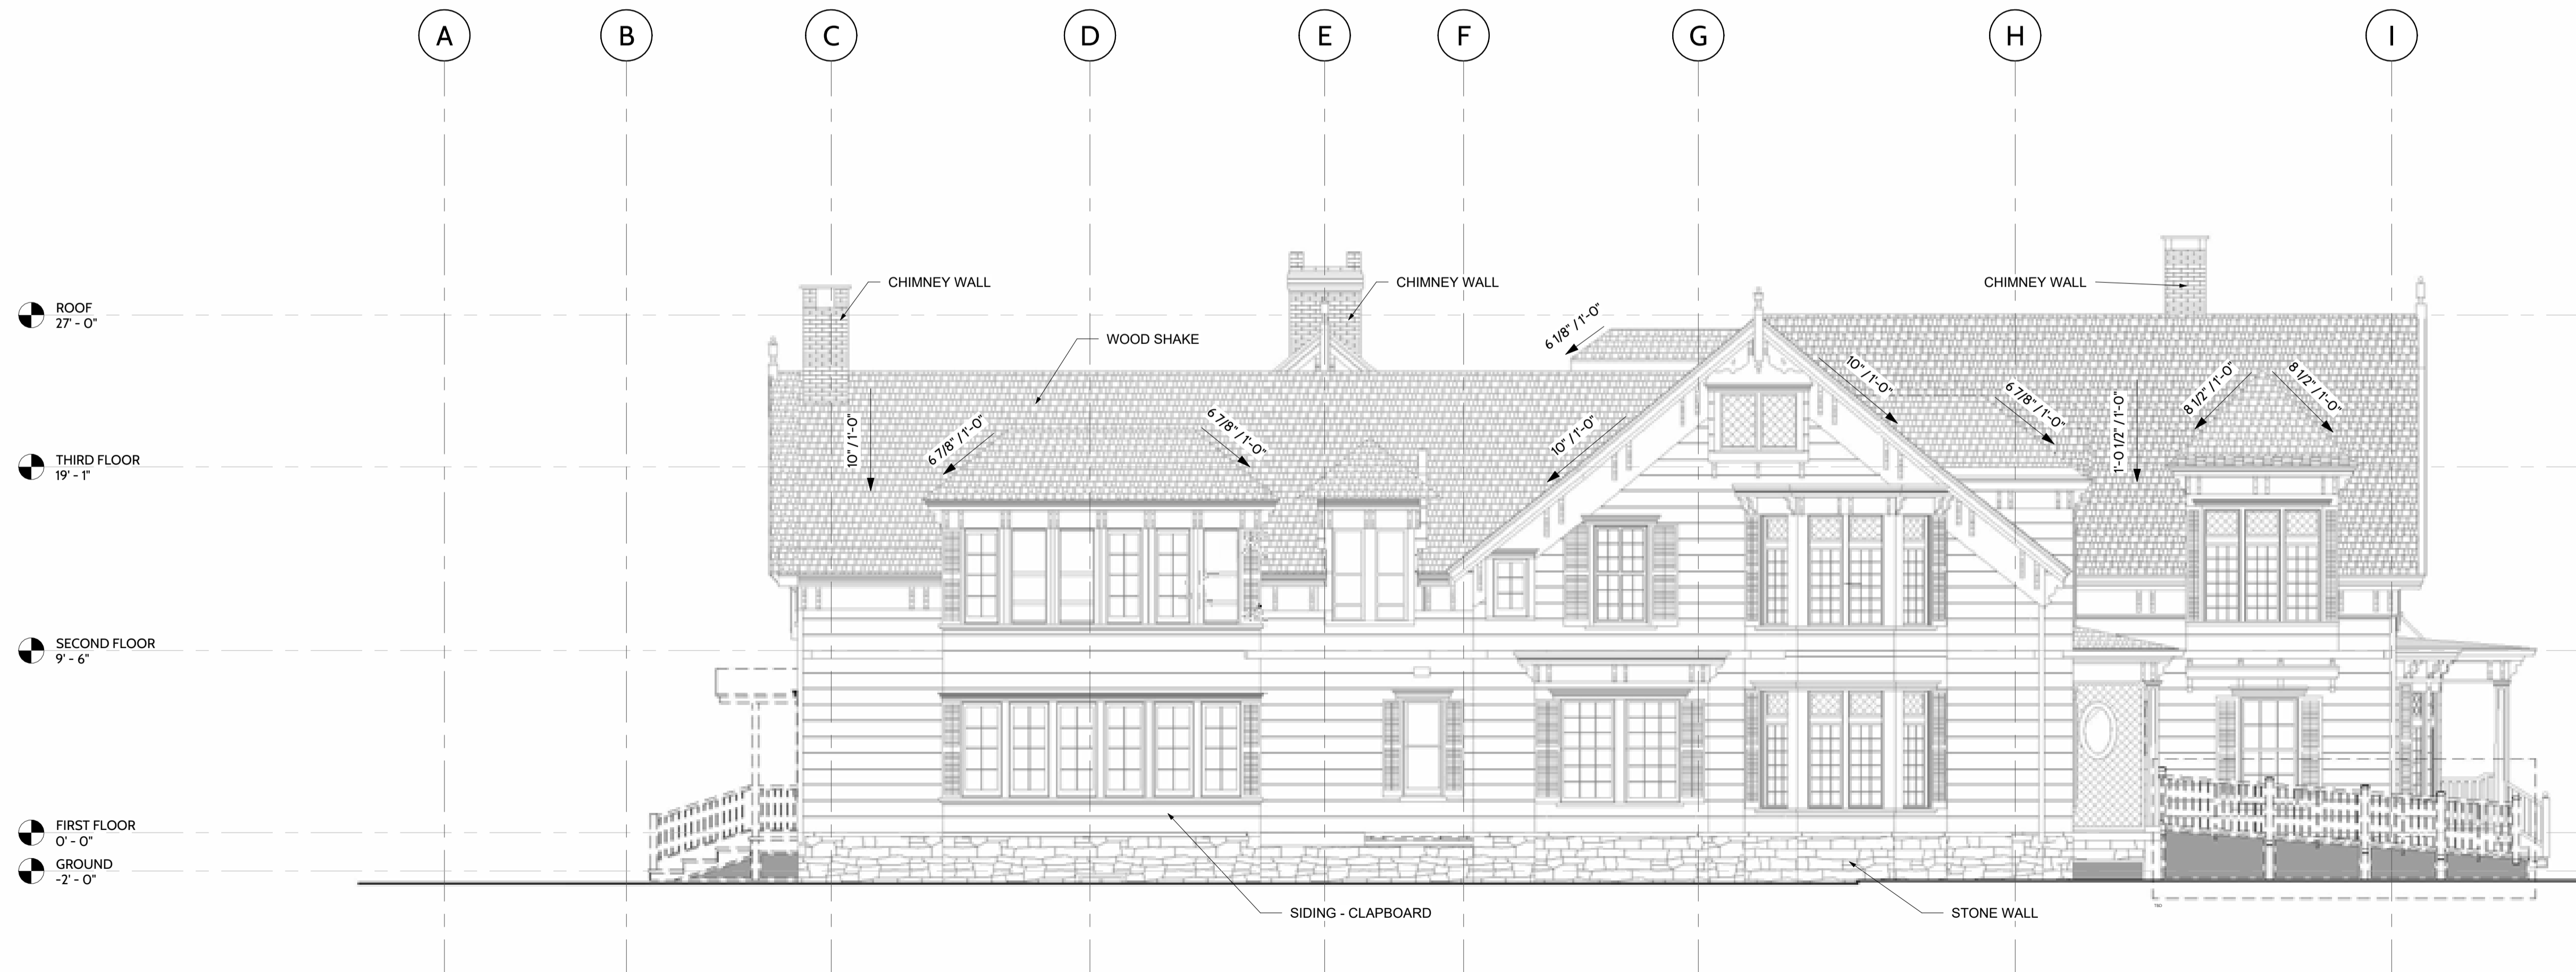 A
B
C
D
E
F
G
H
I
CHIMNEY WALL
CHIMNEY WALL
CHIMNEY WALL
ROOF
27' - 0"
6 1/8" / 1'-0"
WOOD SHAKE
10" / 1'-0"
6 7/8" / 1'-0"
6 7/8" / 1'-0"
10" / 1'-0"
10" / 1'-0"
6 7/8" / 1'-0"
1'-0 1/2" / 1'-0"
8 1/2" / 1'-0"
8 1/2" / 1'-0"
THIRD FLOOR
19' - 1"
SECOND FLOOR
9' - 6"
FIRST FLOOR
0' - 0"
GROUND
-2' - 0"
TBD
SIDING - CLAPBOARD
STONE WALL